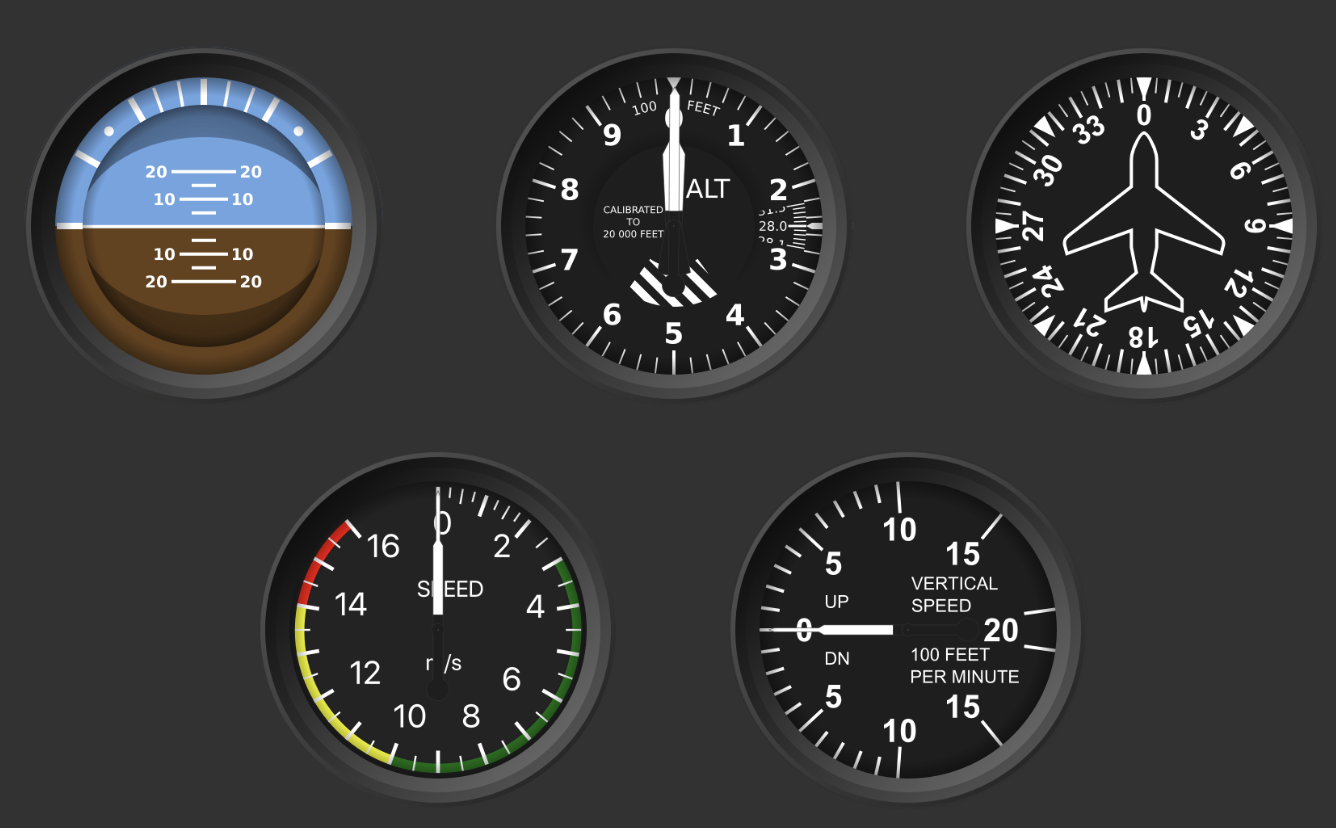 20 20
10 10
10 10
20 20
100 FEET
9 1
ALT
8 2
CALIBRATED
TO
20 000 FEET
28.0
7 3
6 4
5
0
33 3
30 6
27 9
24 12
21 15
18
0
16 2
SPEED
14 4
/s
12 6
10 8
10
15
5
VERTICAL
UP
SPEED
0 20
DN
100 FEET
PER MINUTE
5
15
10